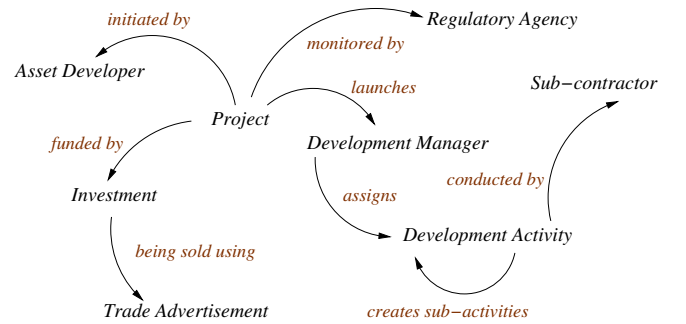 initiated by
Regulatory Agency
monitored by
Asset Developer
launches
Sub-contractor
Project
funded by
Development Manager
conducted by
Investment
assigns
Development Activity
being sold using
Trade Advertisement
creates sub-activities